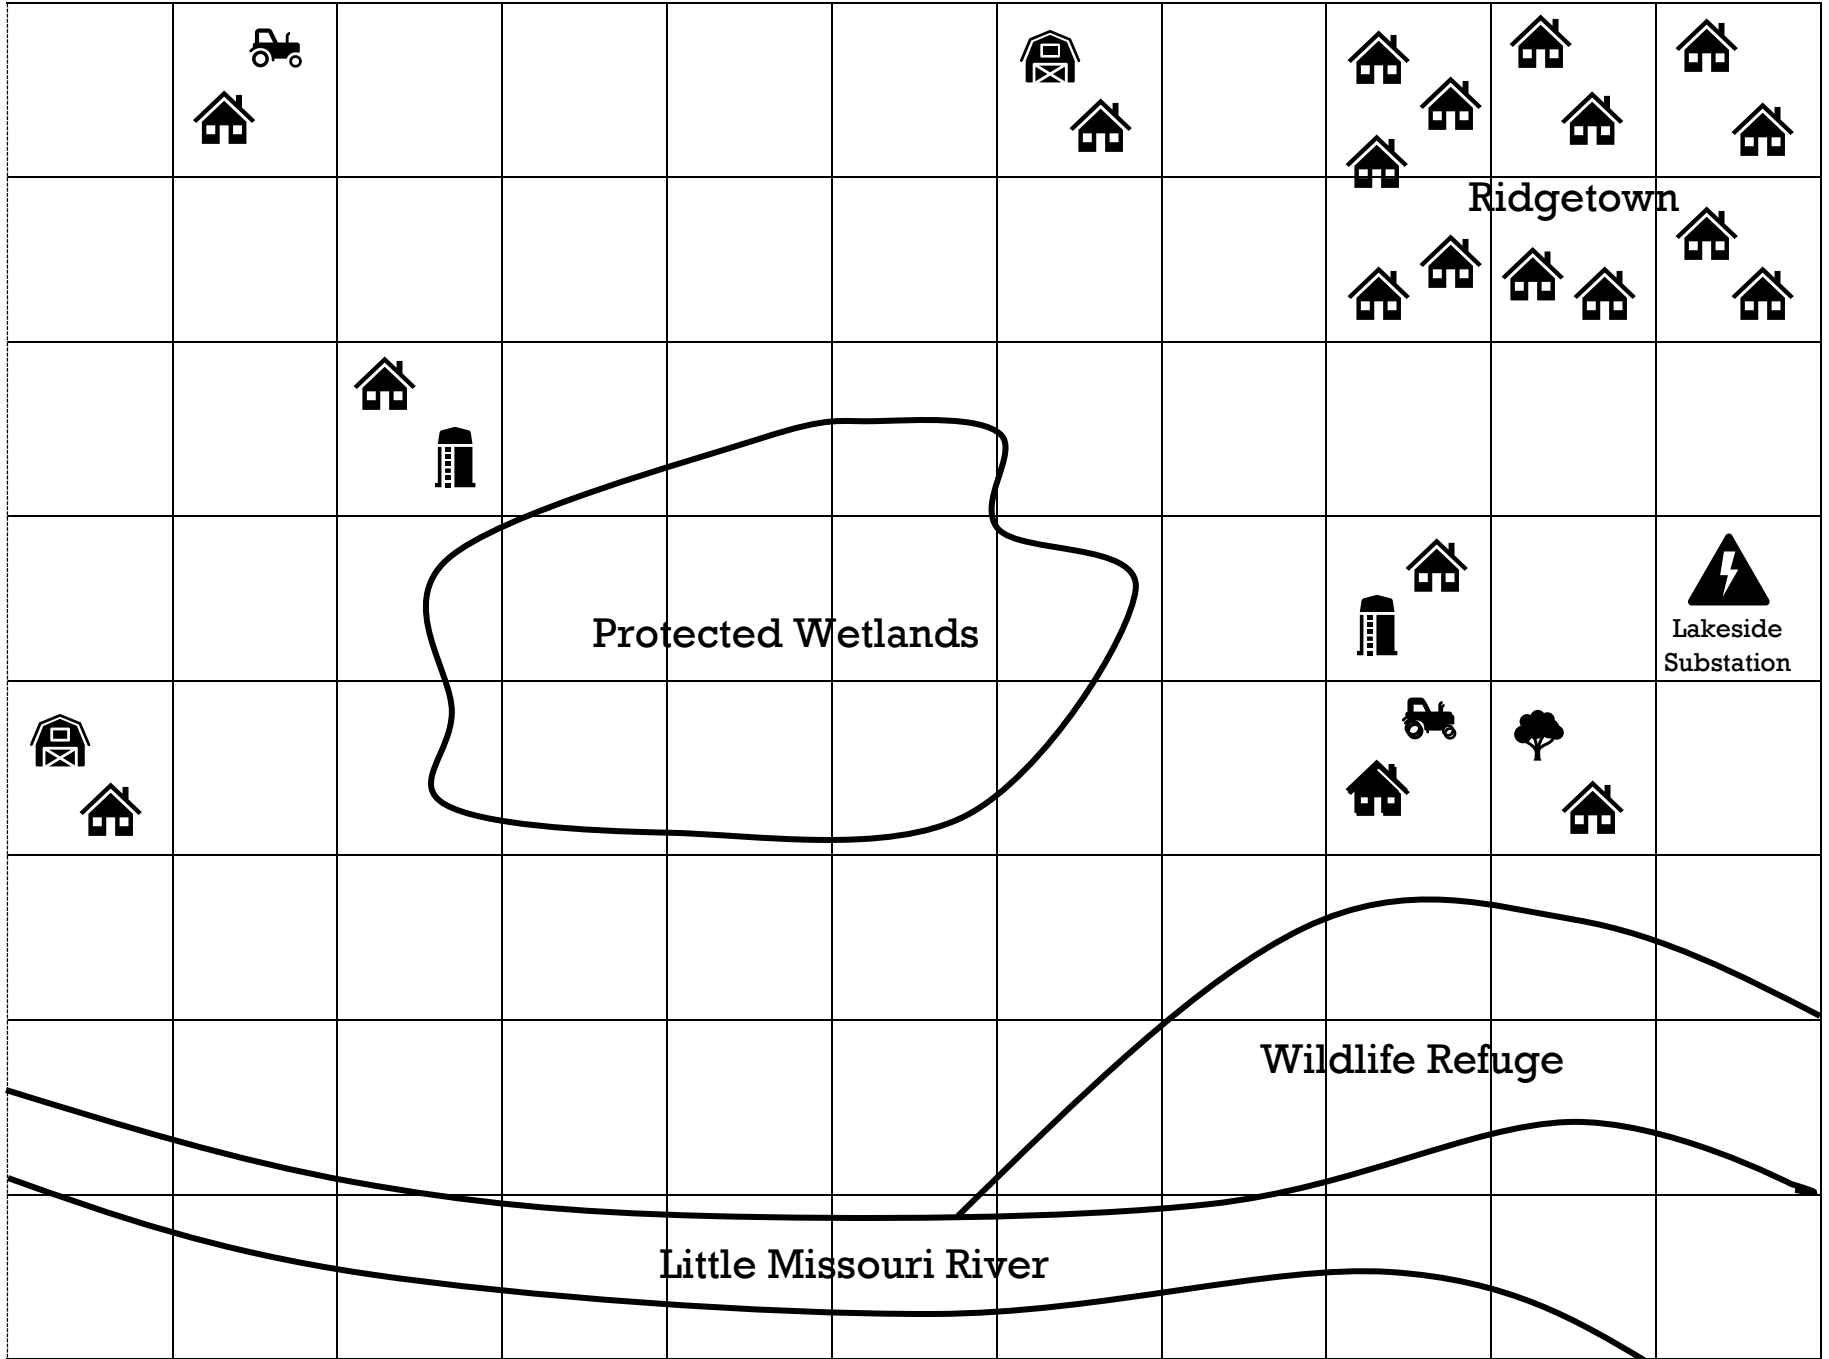 Ridgetown
Protected Wetlands
Lakeside
Substation
Wildlife Refuge
Little Missouri River